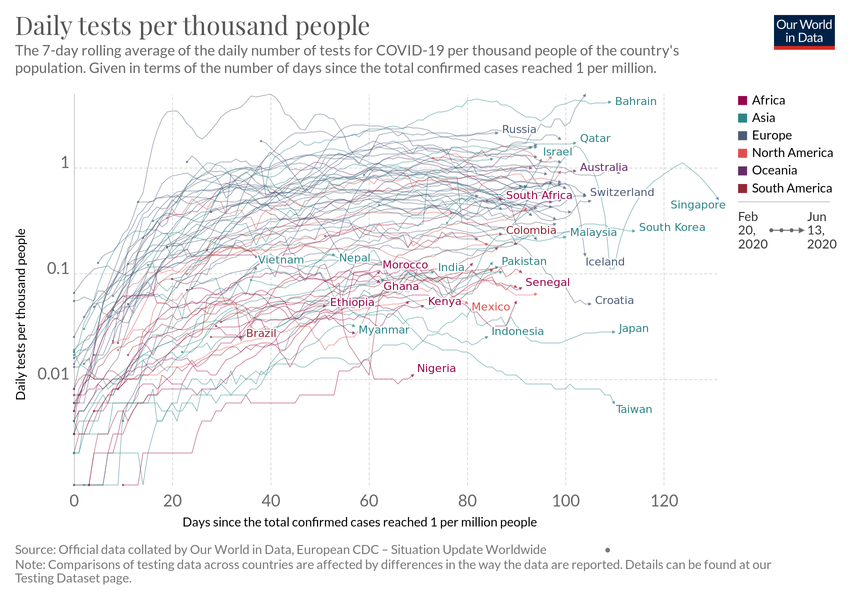 Daily tests per thousand people
Our World
in Data
The 7-day rolling average of the daily number of tests for COVID-19 per thousand people of the country's
population. Given in terms of the number of days since the total confirmed cases reached 1 per million.
Africa
Asia
Europe
North America
Oceania
South America
Feb
20,
2020
Jun
13,
2020
Daily tests per thousand people
1
0.1
0.01
Bahrain
Russia
Qatar
Israel
Australia
Switzerland
South Africa
Singapore
Colombia
Malaysia
South Korea
Vietnam
Nepal
Morocco
India
Pakistan
Iceland
Ghana
Senegal
Ethiopia
Kenya
Mexico
Croatia
Brazil
Myanmar
Indonesia
Japan
Nigeria
Taiwan
0
20
40
60
80
100
120
Days since the total confirmed cases reached 1 per million people
Source: Official data collated by Our World in Data, European CDC – Situation Update Worldwide
Note: Comparisons of testing data across countries are affected by differences in the way the data are reported. Details can be found at our
Testing Dataset page.